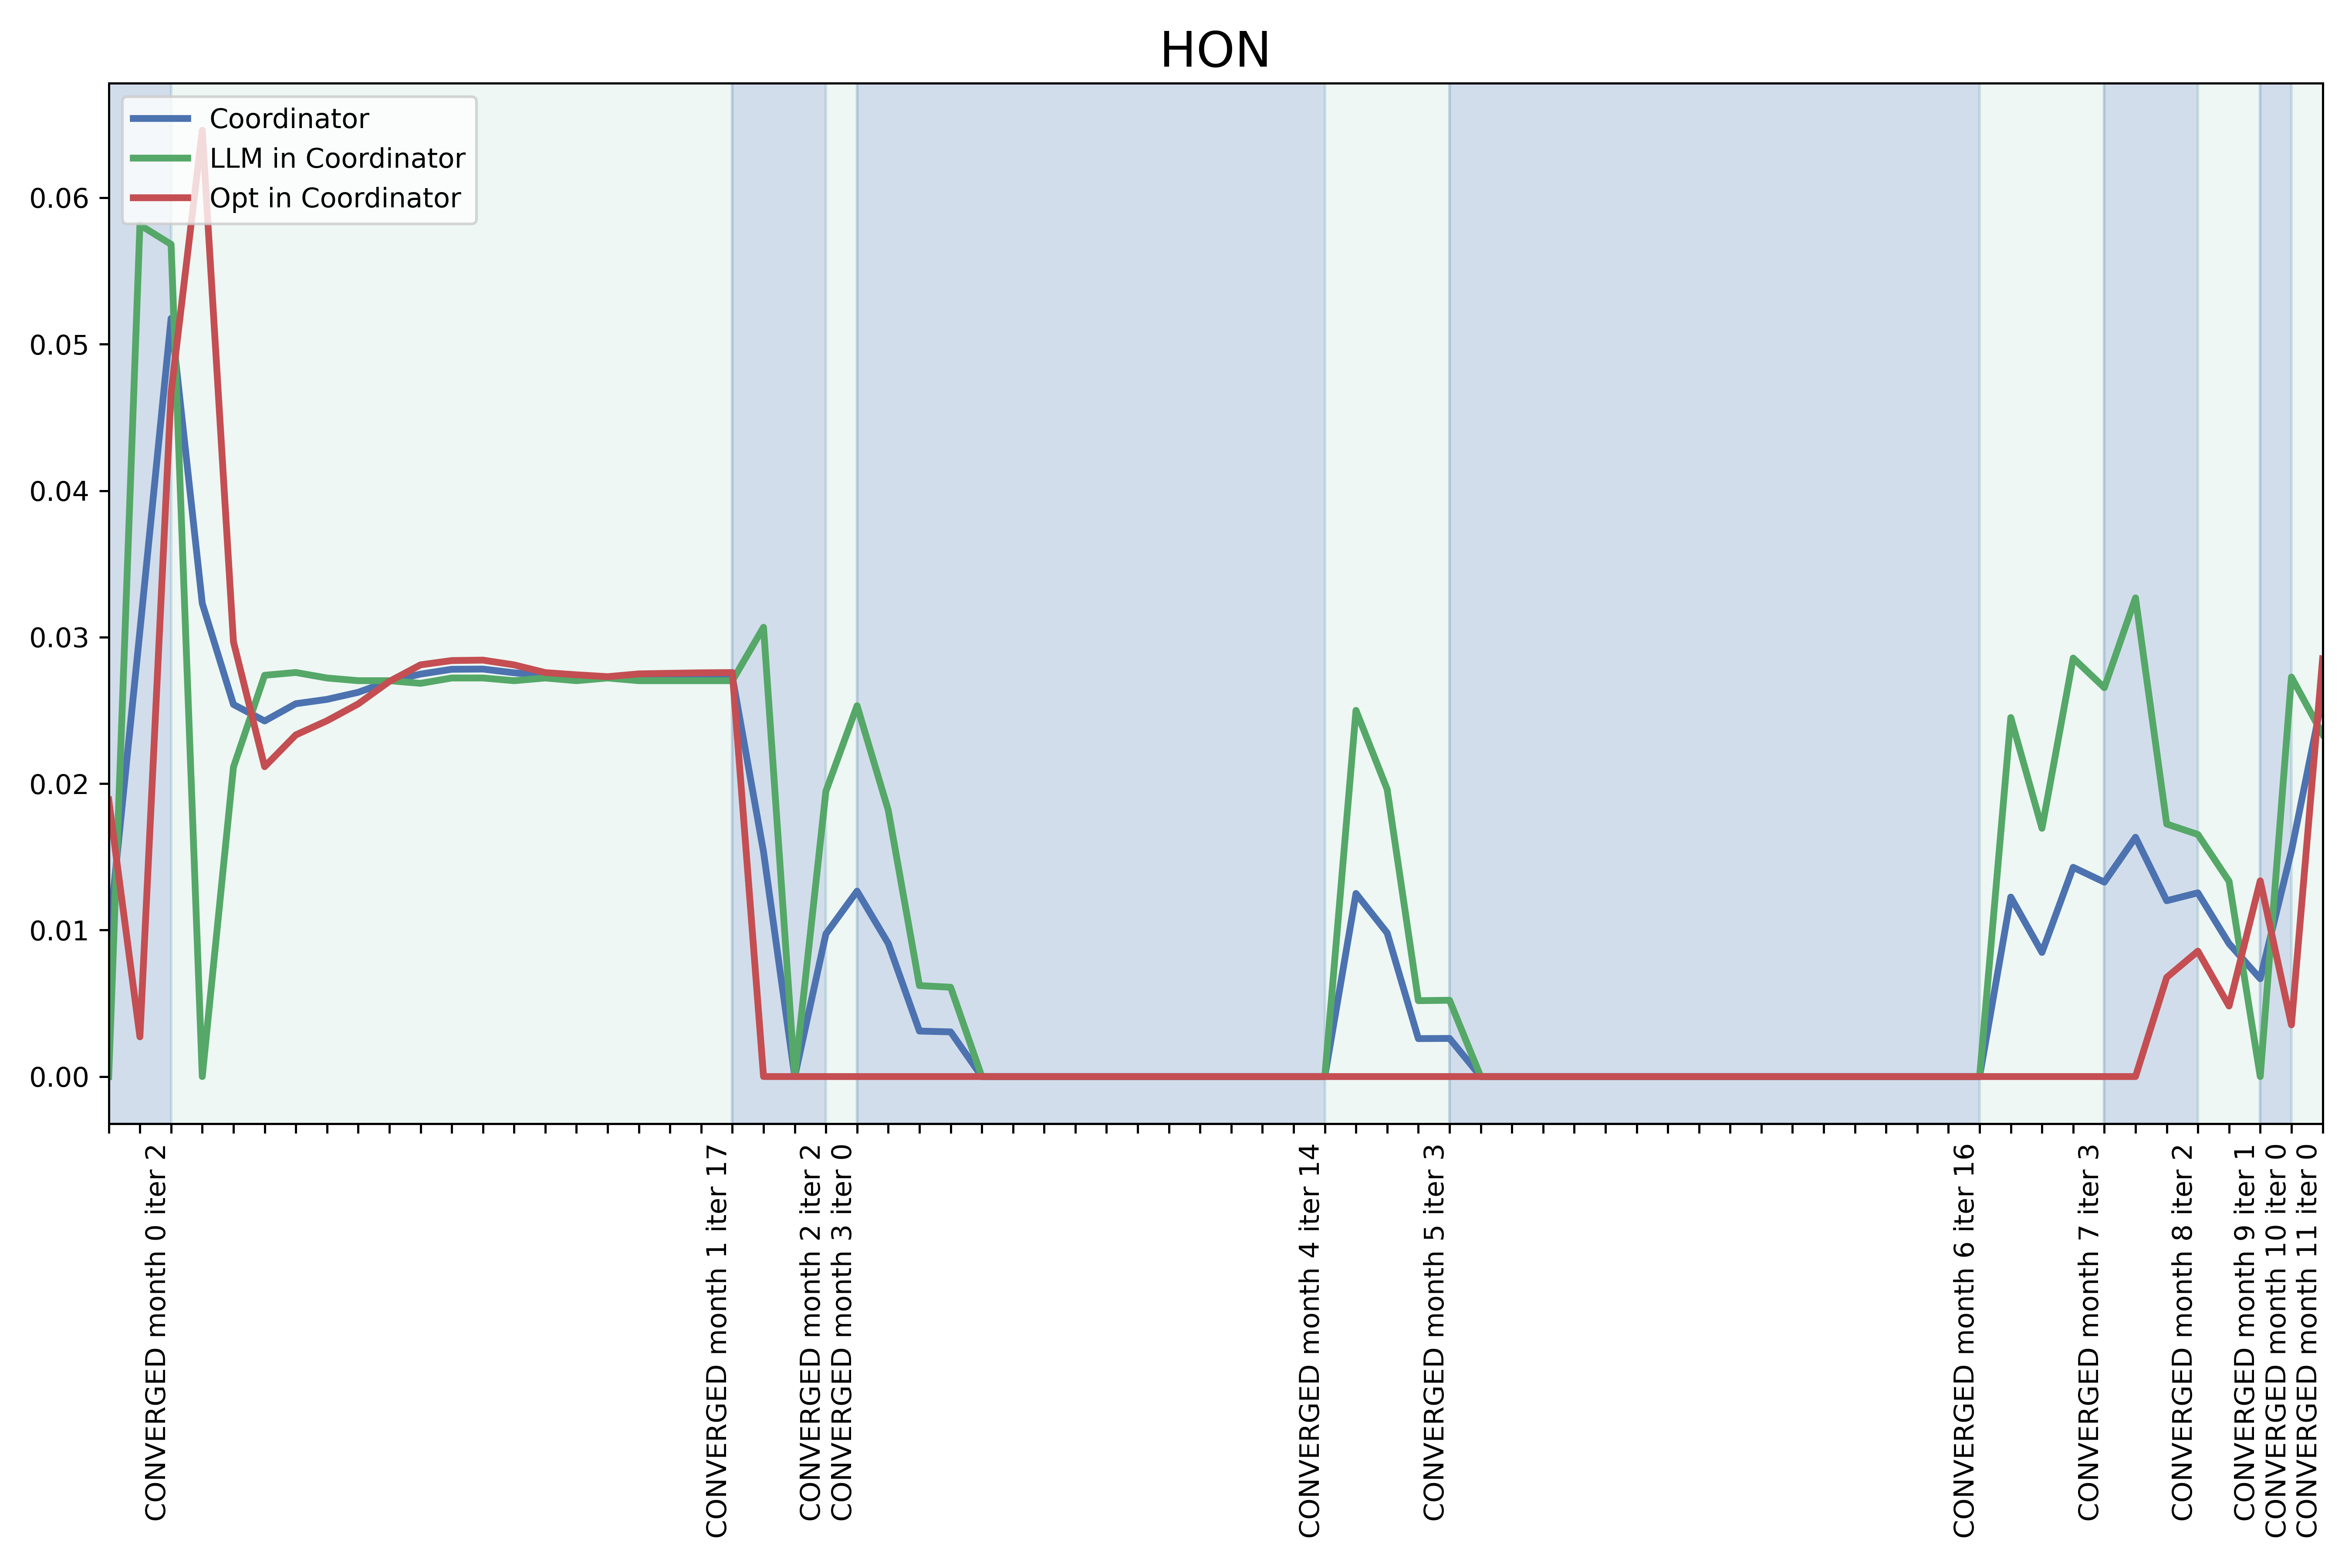 HON
Coordinator
LLM in Coordinator
Opt in Coordinator
0.06
0.05
0.04
0.03
0.02
0.01
0.00
CONVERGED month 0 iter 2
CONVERGED month 1 iter 17
CONVERGED month 2 iter 2
CONVERGED month 3 iter 0
CONVERGED month 4 iter 14
CONVERGED month 5 iter 3
CONVERGED month 6 iter 16
CONVERGED month 7 iter 3
CONVERGED month 8 iter 2
CONVERGED month 9 iter 1
CONVERGED month 10 iter 0
CONVERGED month 11 iter 0